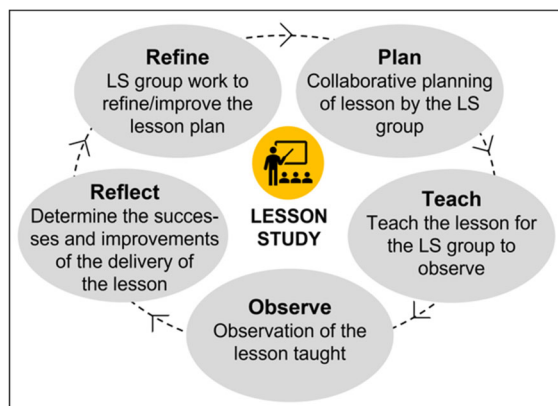 Refine
LS group work to
refine/improve the
lesson plan
Plan
Collaborative planning
of lesson by the LS
group
LESSON
STUDY
Reflect
Determine the succes-
ses and improvements
of the delivery of
the lesson
Teach
Teach the lesson for
the LS group to
observe
Observe
Observation of the
lesson taught